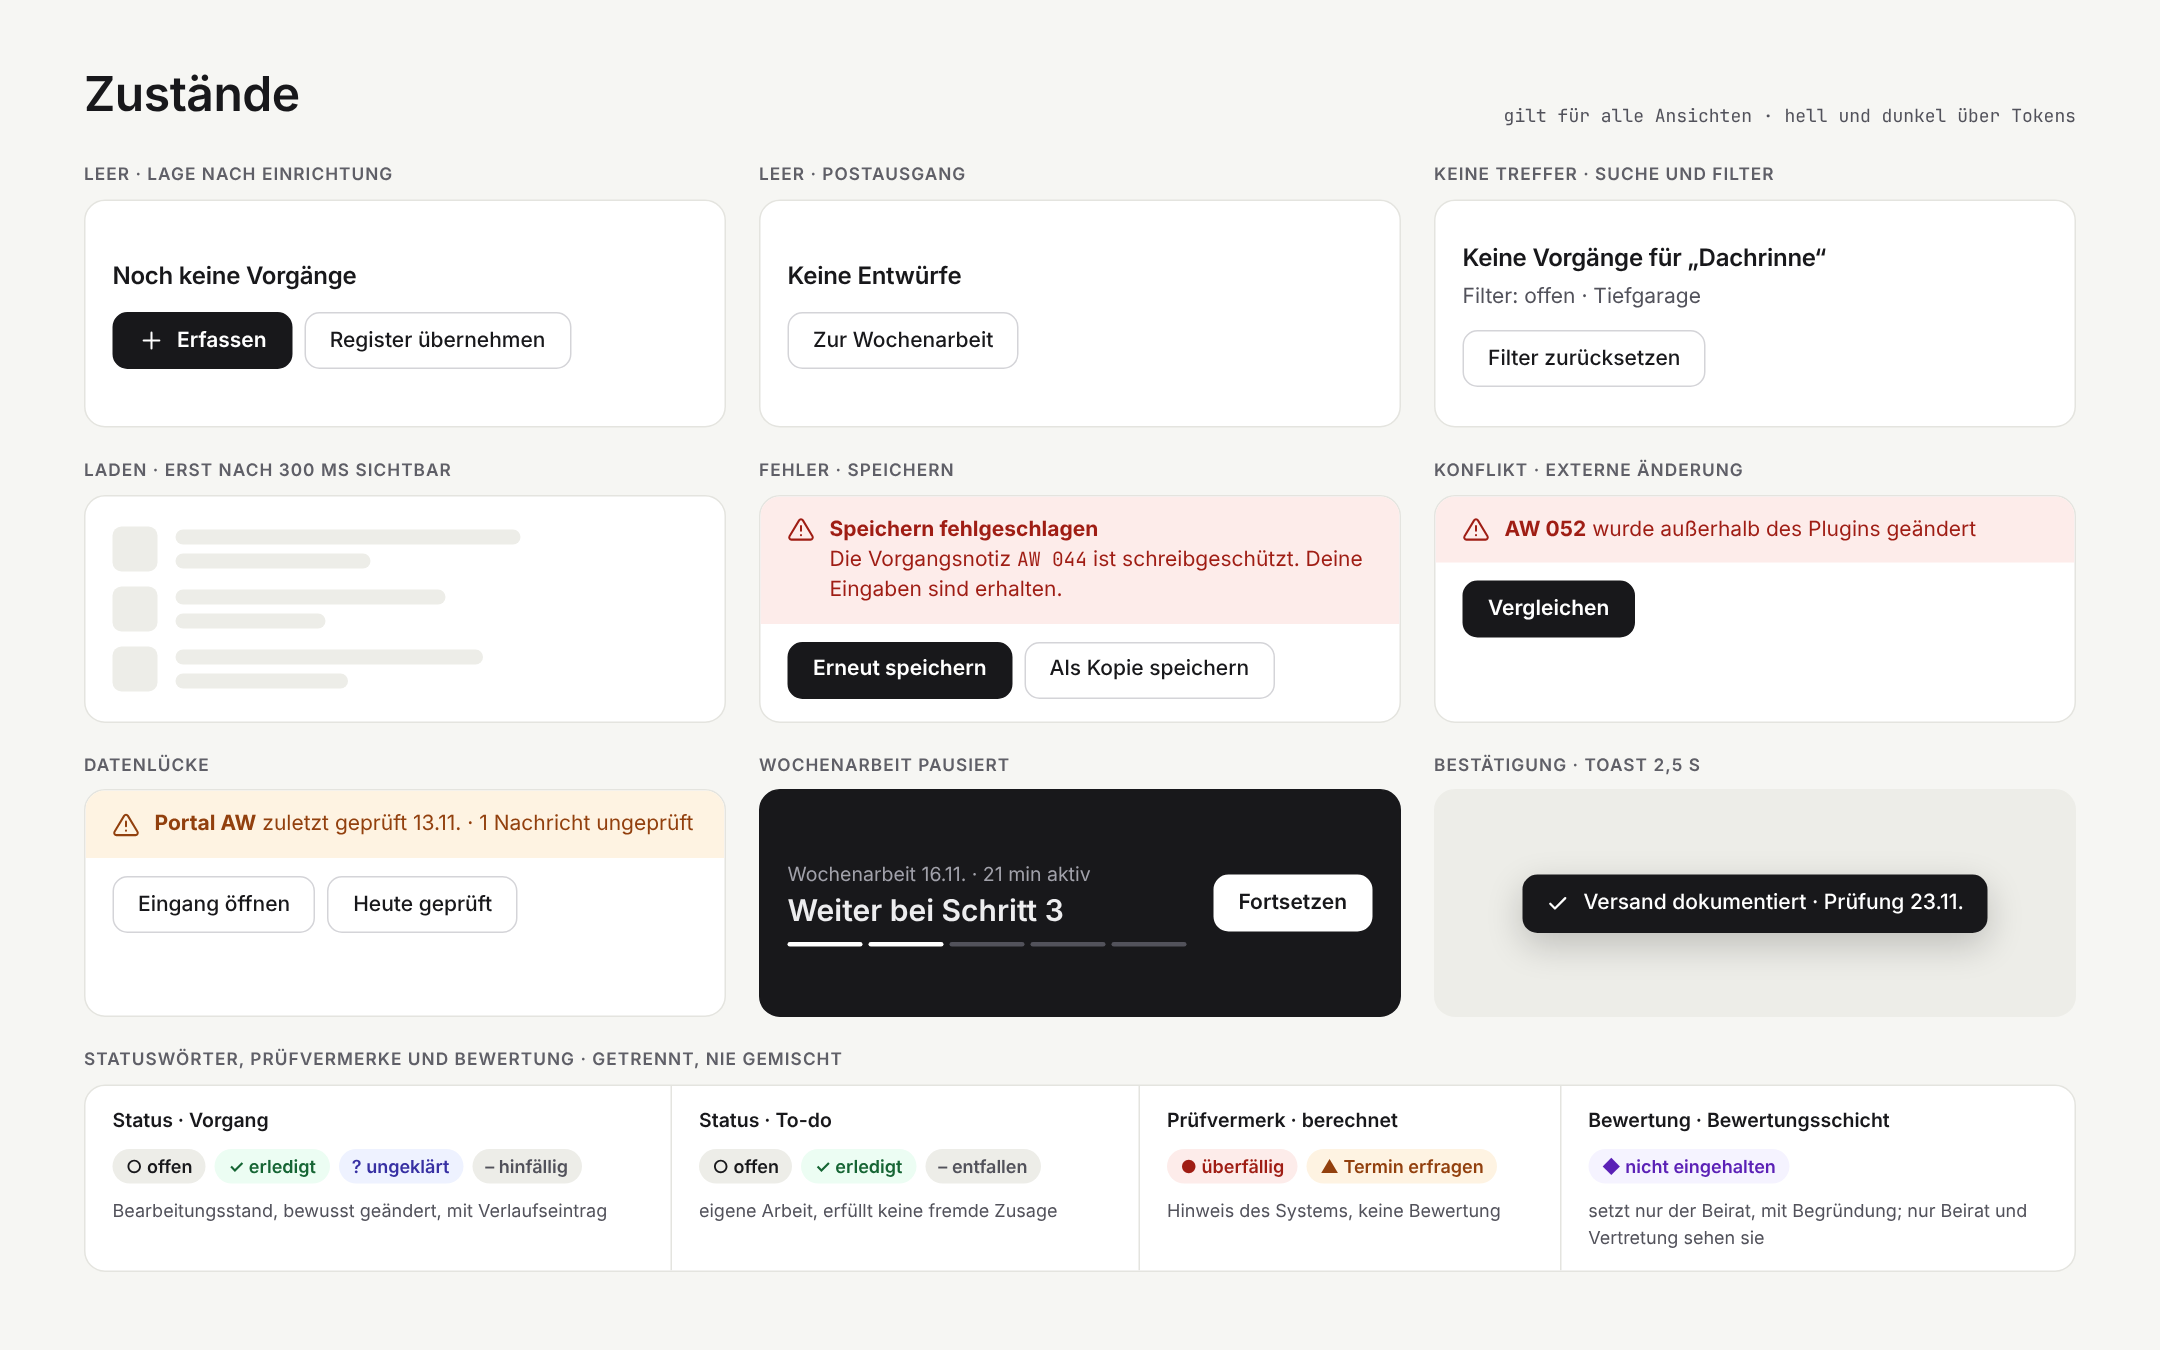 Zustände
gilt für alle Ansichten · hell und dunkel über Tokens
LEER · LAGE NACH EINRICHTUNG
Noch keine Vorgänge
+ Erfassen
Register übernehmen
LEER · POSTAUSGANG
Keine Entwürfe
Zur Wochenarbeit
KEINE TREFFER · SUCHE UND FILTER
Keine Vorgänge für „Dachrinne“
Filter: offen · Tiefgarage
Filter zurücksetzen
LADEN · ERST NACH 300 MS SICHTBAR
FEHLER · SPEICHERN
Speichern fehlgeschlagen
Die Vorgangsnotiz AW 044 ist schreibgeschützt. Deine
Eingaben sind erhalten.
Erneut speichern
Als Kopie speichern
KONFLIKT · EXTERNE ÄNDERUNG
AW 052 wurde außerhalb des Plugins geändert
Vergleichen
DATENLÜCKE
Portal AW zuletzt geprüft 13.11. · 1 Nachricht ungeprüft
Eingang öffnen
Heute geprüft
WOCHENARBEIT PAUSIERT
Wochenarbeit 16.11. · 21 min aktiv
Weiter bei Schritt 3
Fortsetzen
BESTÄTIGUNG · TOAST 2,5 S
✓ Versand dokumentiert · Prüfung 23.11.
STATUSWÖRTER, PRÜFVERMERKE UND BEWERTUNG · GETRENNT, NIE GEMISCHT
Status · Vorgang
○ offen
✓ erledigt
? ungeklärt
– hinfällig
Bearbeitungsstand, bewusst geändert, mit Verlaufseintrag
Status · To-do
○ offen
✓ erledigt
– entfallen
eigene Arbeit, erfüllt keine fremde Zusage
Prüfvermerk · berechnet
● überfällig
▲ Termin erfragen
Hinweis des Systems, keine Bewertung
Bewertung · Bewertungsschicht
◆ nicht eingehalten
setzt nur der Beirat, mit Begründung; nur Beirat und
Vertretung sehen sie